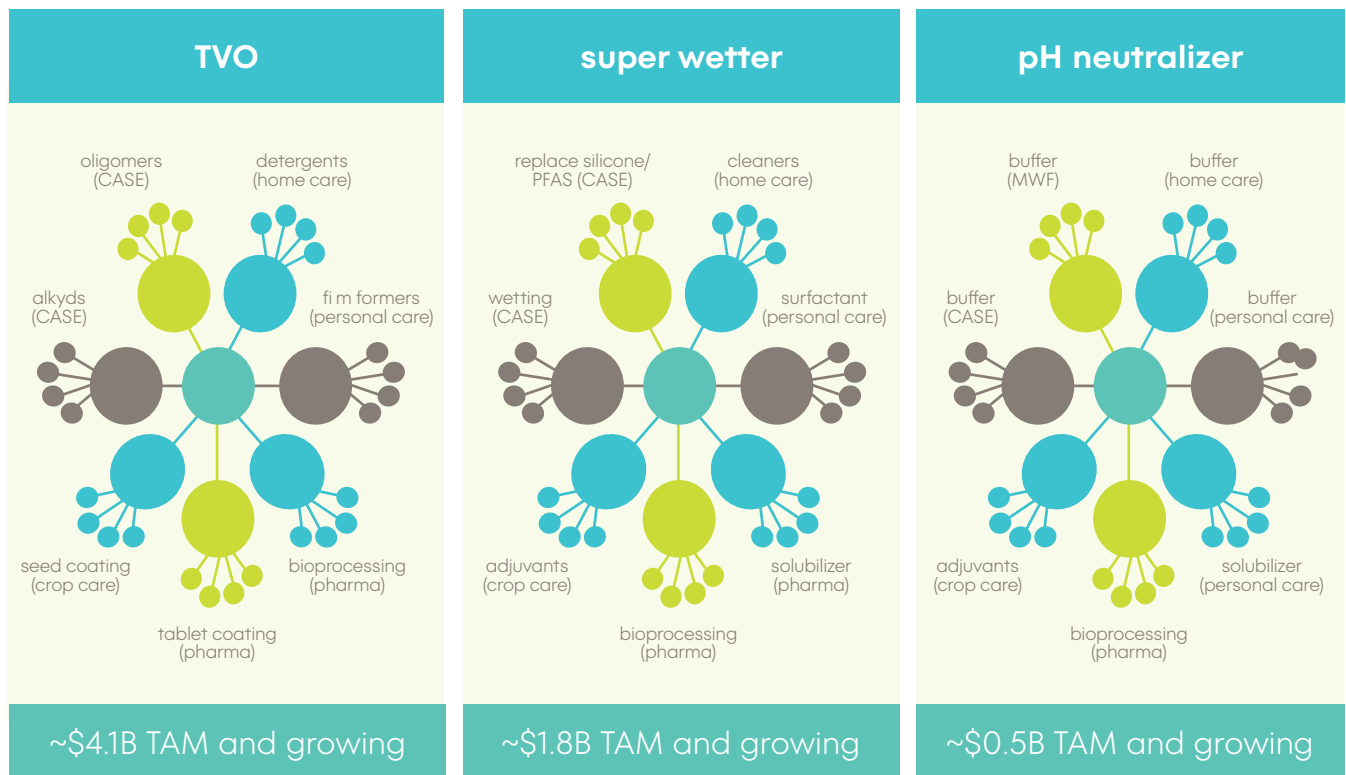 TVO
oligomers
(CASE)
detergents
(home care)
alkyds
(CASE)
fi m formers
(personal care)
seed coating
(crop care)
bioprocessing
(pharma)
tablet coating
(pharma)
~$4.1B TAM and growing
super wetter
replace silicone/
PFAS (CASE)
cleaners
(home care)
wetting
(CASE)
surfactant
(personal care)
adjuvants
(crop care)
solubilizer
(pharma)
bioprocessing
(pharma)
~$1.8B TAM and growing
pH neutralizer
buffer
(MWF)
buffer
(home care)
buffer
(CASE)
buffer
(personal care)
adjuvants
(crop care)
solubilizer
(personal care)
bioprocessing
(pharma)
~$0.5B TAM and growing